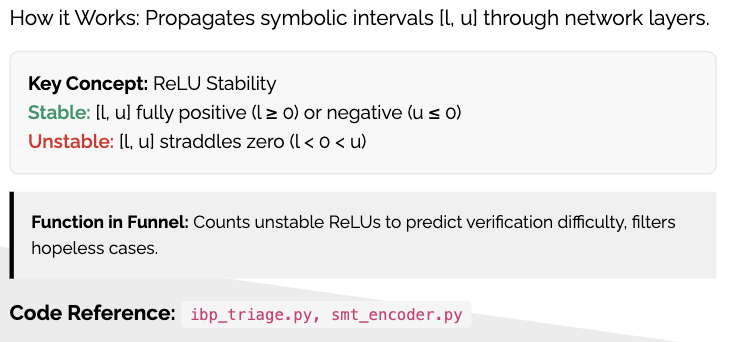 How it Works: Propagates symbolic intervals [l, u] through network layers.
Key Concept: ReLU Stability
Stable: [l, u] fully positive (l ≥ 0) or negative (u ≤ 0)
Unstable: [l, u] straddles zero (l < 0 < u)
Function in Funnel: Counts unstable ReLUs to predict verification difficulty, filters
hopeless cases.
Code Reference: ibp_triage.py, smt_encoder.py